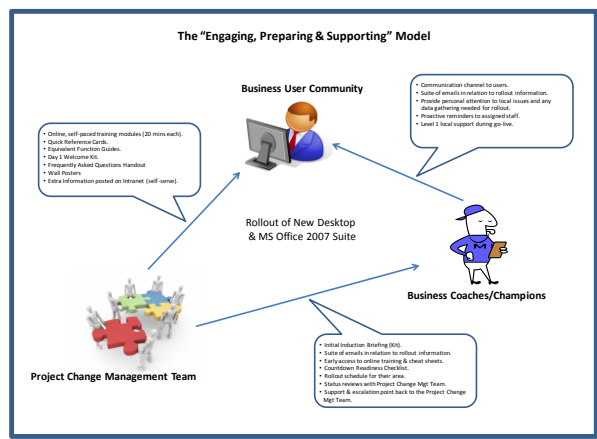 The “Engaging, Preparing & Supporting” Model
Business User Community
• Communication channel to users.
• Suite of emails in relation to rollout information.
• Provide personal attention to local issues and any
data gathering needed for rollout.
• Proactive reminders to assigned staff.
• Level 1 local support during go-live.
• Online, self-paced training modules (20 mins each).
• Quick Reference Cards.
• Equivalent Function Guides.
• Day 1 Welcome Kit.
• Frequently Asked Questions Handout
• Wall Posters
• Extra Information posted on Intranet (self-serve).
Rollout of New Desktop
& MS Office 2007 Suite
M
Business Coaches/Champions
Project Change Management Team
• Initial Induction Briefing (Kit).
• Suite of emails in relation to rollout information.
• Early access to online training & cheat sheets.
• Countdown Readiness Checklist.
• Rollout schedule for their area.
• Status reviews with Project Change Mgt Team.
• Support & escalation point back to the Project Change
Mgt Team.